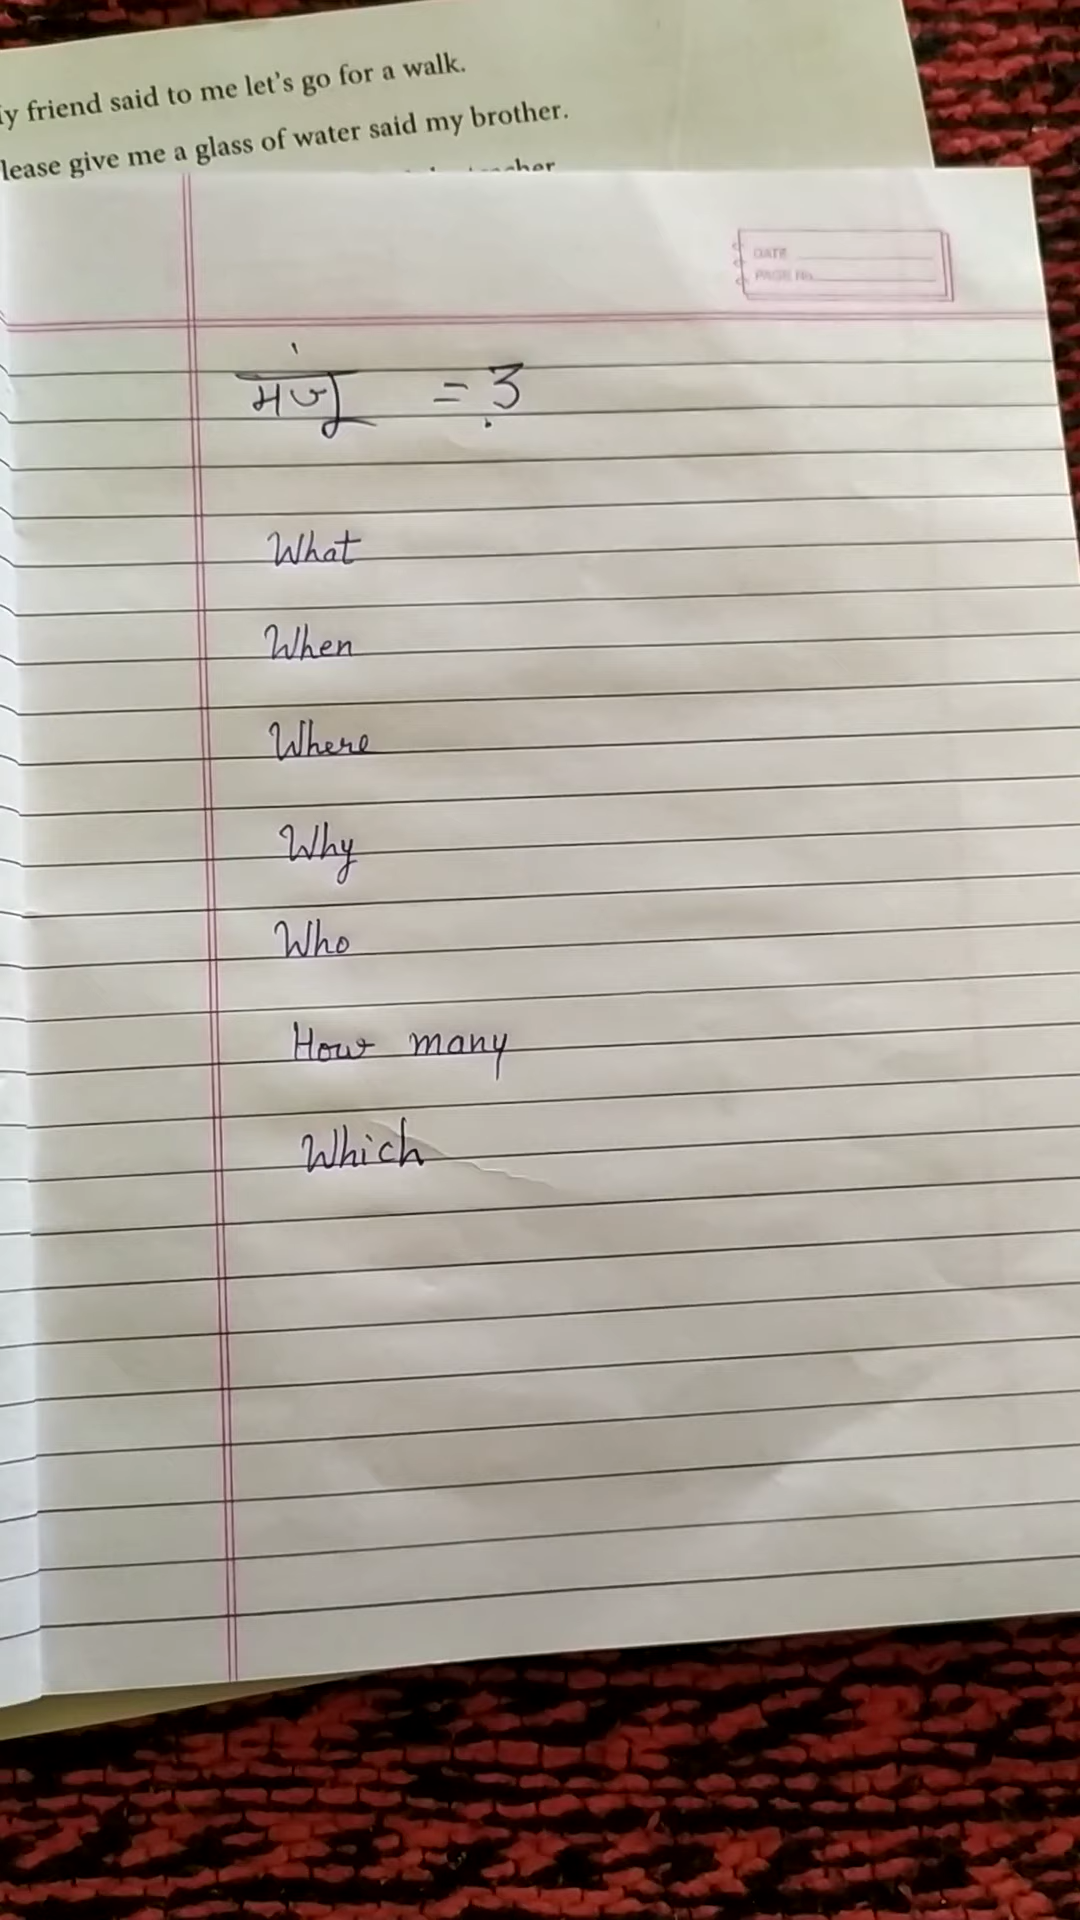 y friend said to me let's go for a walk.
lease give me a glass of water said my brother.
DATE
PAGE No.
मंजू = 3
What
When
Where
Why
Who
How many
Which